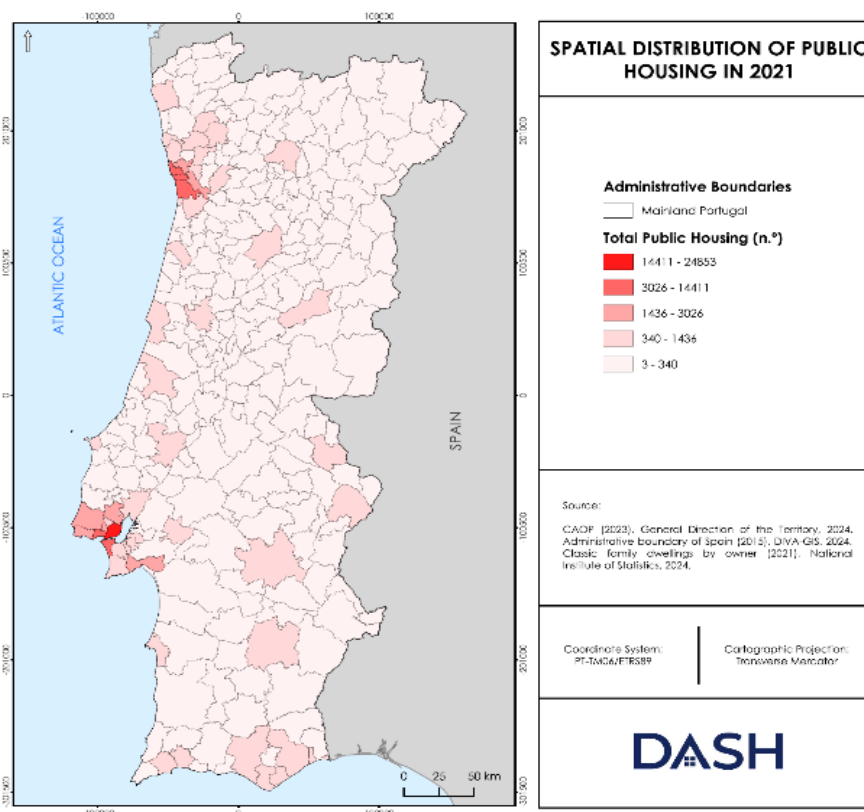 SPATIAL DISTRIBUTION OF PUBLIC
HOUSING IN 2021
Administrative Boundaries
Mainland Portugal
Total Public Housing (n.º)
14411 - 24853
3026 - 14411
1436 - 3026
340 - 1436
3 - 340
Source:
CAOP (2023). General Direction of the Territory, 2024.
Administrative boundary of Spain (2015). DIVA-GIS. 2024.
Classic family dwellings by owner (2021). National
Institute of Statistics, 2024.
Coordinate System:
PT-TM06/ETRS89
Cartographic Projection:
Transverse Mercator
DASH
ATLANTIC OCEAN
SPAIN
-100000
0
100000
0
0
0 25 50 km